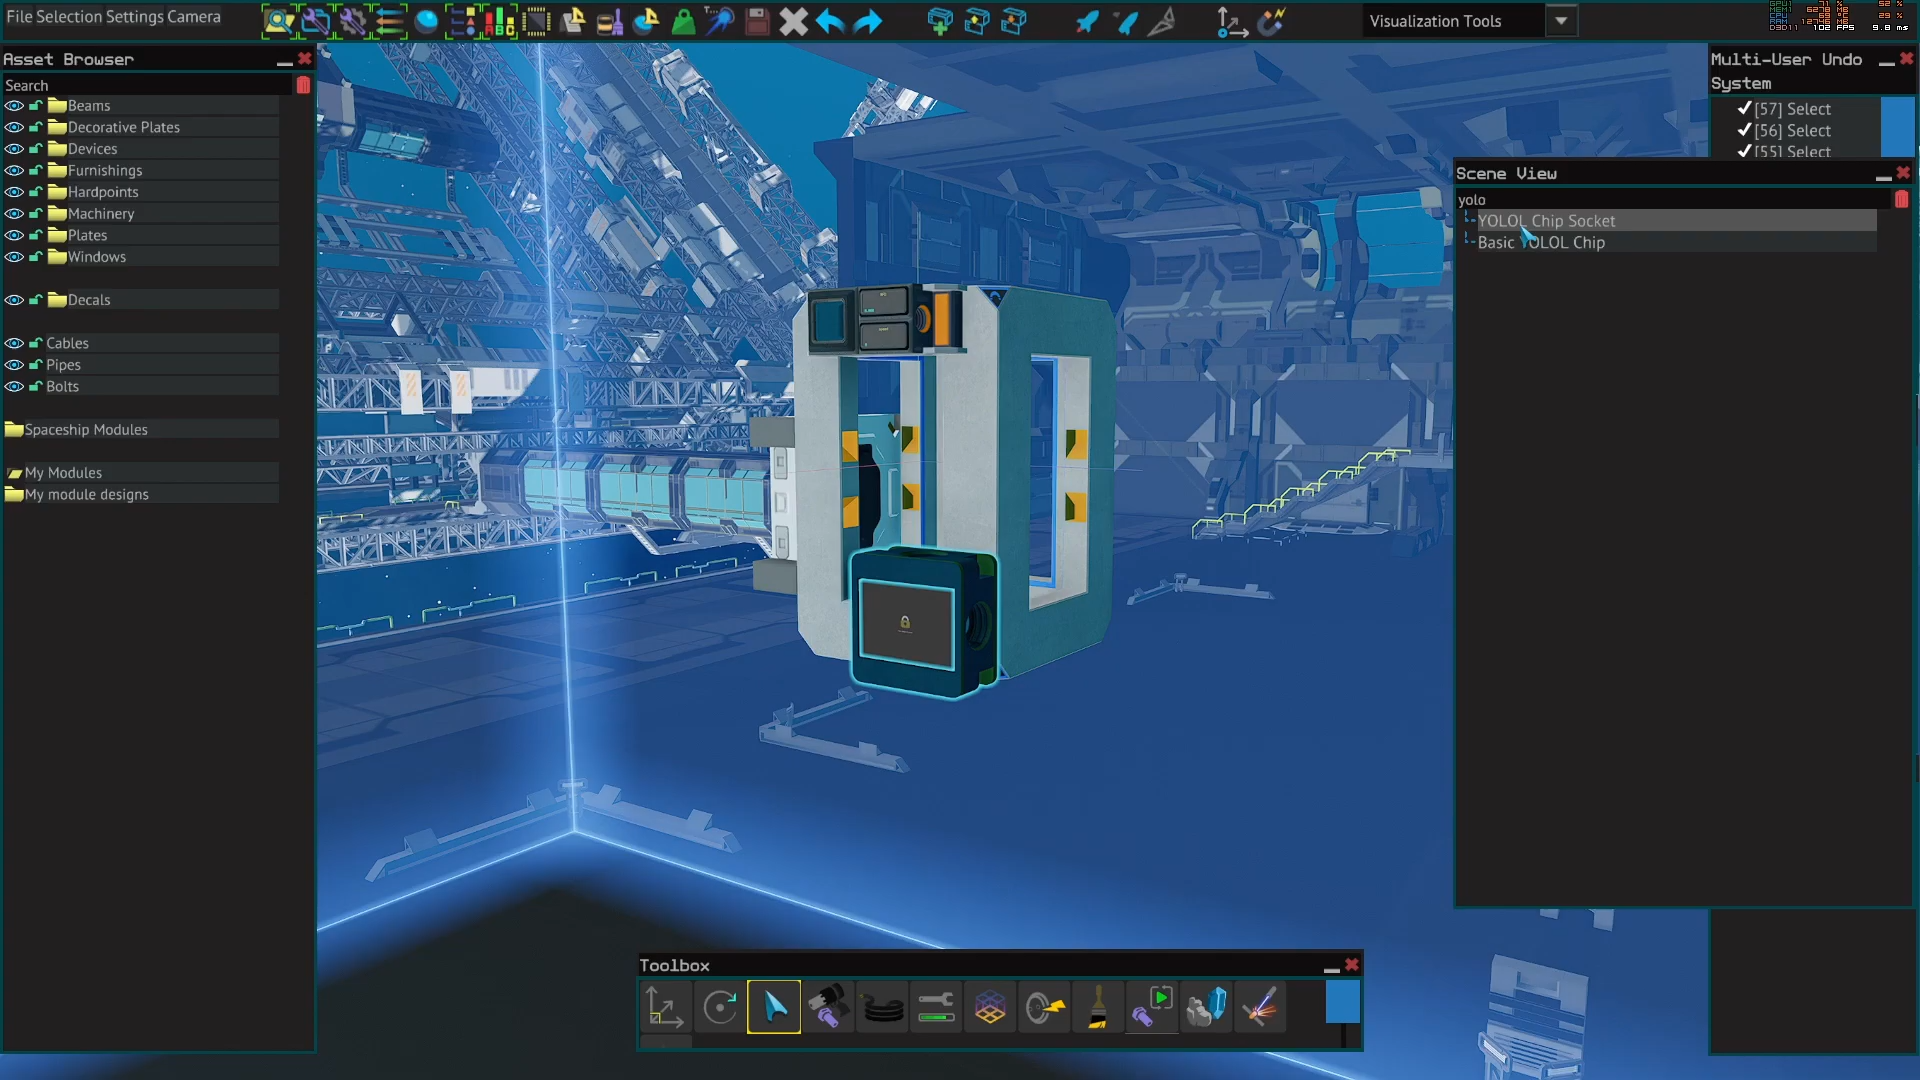 File Selection Settings Camera
Visualization Tools
Asset Browser
Search
Beams
Decorative Plates
Devices
Furnishings
Hardpoints
Machinery
Plates
Windows
Decals
Cables
Pipes
Bolts
Spaceship Modules
My Modules
My module designs
Multi-User Undo
System
[57] Select
[56] Select
[55] Select
Scene View
yolo
YOLOL Chip Socket
Basic YOLOL Chip
Toolbox